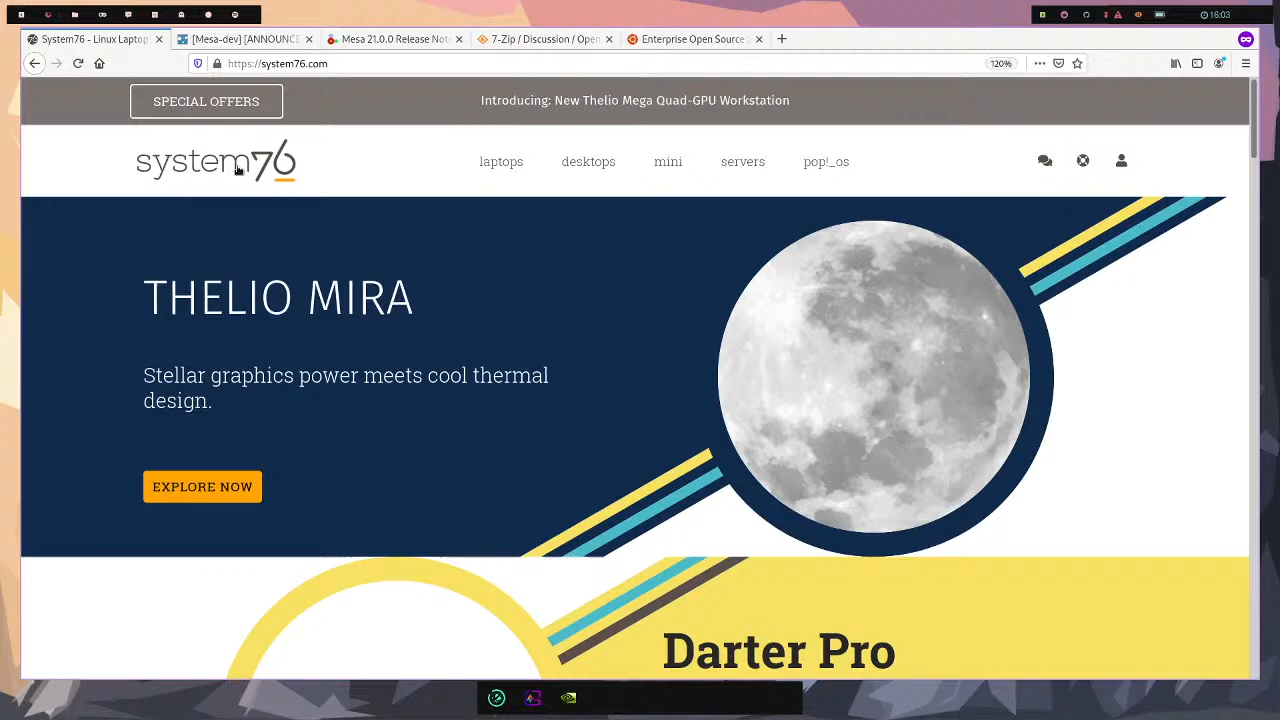 16:03
System76 - Linux Laptop
[Mesa-dev] [ANNOUNCE
Mesa 21.0.0 Release Note
7-Zip / Discussion / Open
Enterprise Open Source
https://system76.com
120%
SPECIAL OFFERS
Introducing: New Thelio Mega Quad-GPU Workstation
system76
laptops
desktops
mini
servers
pop!_os
THELIO MIRA
Stellar graphics power meets cool thermal
design.
EXPLORE NOW
Darter Pro